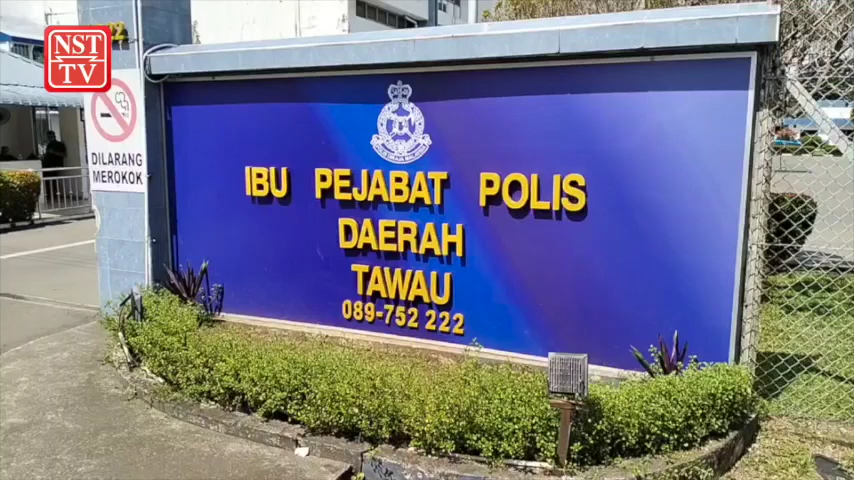 NST
TV
DILARANG
MEROKOK
IBU PEJABAT POLIS
DAERAH
TAWAU
089-752 222